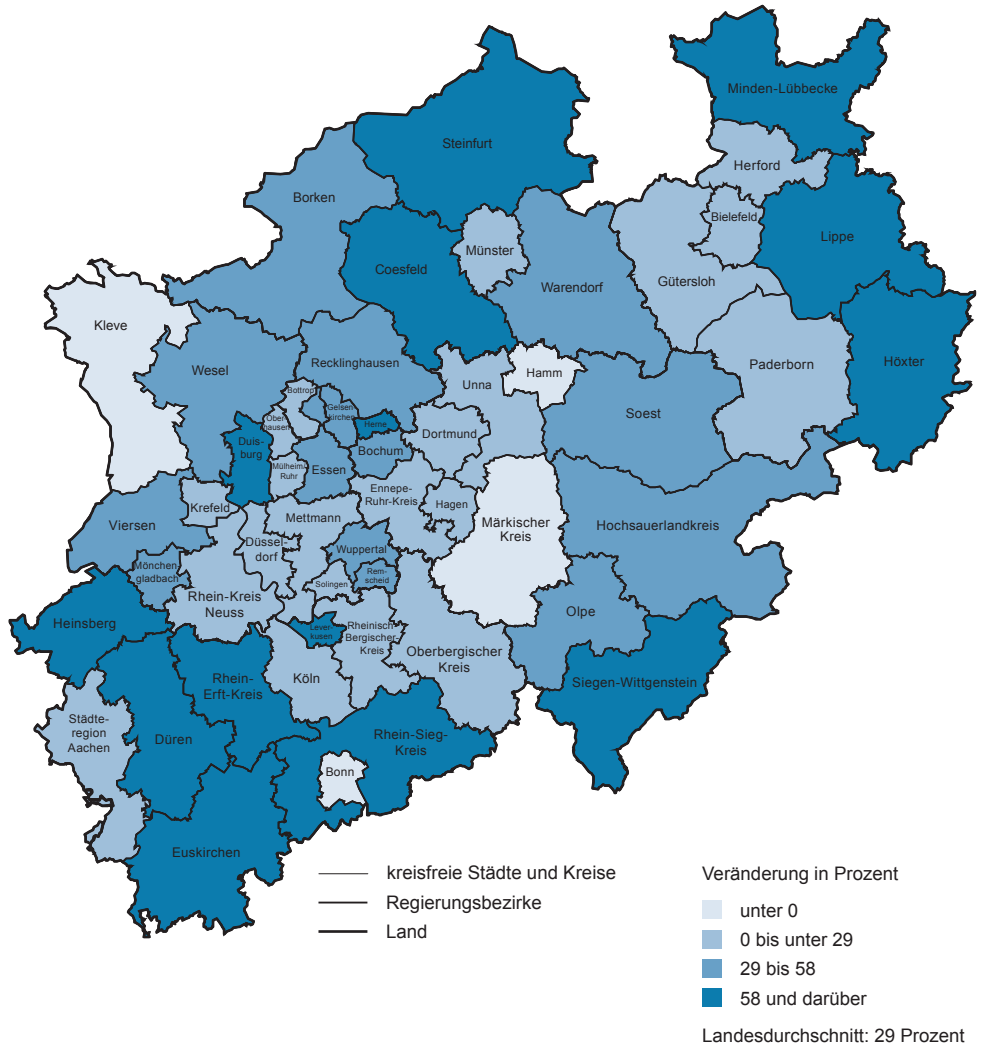 Minden-Lübbecke
Steinfurt
Herford
Borken
Bielefeld
Lippe
Münster
Coesfeld
Gütersloh
Warendorf
Kleve
Höxter
Paderborn
Recklinghausen
Wesel
Hamm
Unna
Bottrop
Gelsen-
kirchen
Soest
Ober-
hausen
Herne
Dortmund
Duis-
burg
Bochum
Essen
Mülheim/
Ruhr
Ennepe-
Ruhr-Kreis
Hagen
Krefeld
Mettmann
Märkischer
Kreis
Hochsauerlandkreis
Viersen
Düssel-
dorf
Wuppertal
Mönchen-
gladbach
Rem-
scheid
Solingen
Rhein-Kreis
Neuss
Olpe
Heinsberg
Lever-
kusen
Rheinisch-
Bergischer-
Kreis
Oberbergischer
Kreis
Rhein-
Erft-Kreis
Köln
Siegen-Wittgenstein
Städte-
region
Aachen
Düren
Rhein-Sieg-
Kreis
Bonn
Euskirchen
kreisfreie Städte und Kreise
Regierungsbezirke
Land
Veränderung in Prozent
unter 0
0 bis unter 29
29 bis 58
58 und darüber
Landesdurchschnitt: 29 Prozent